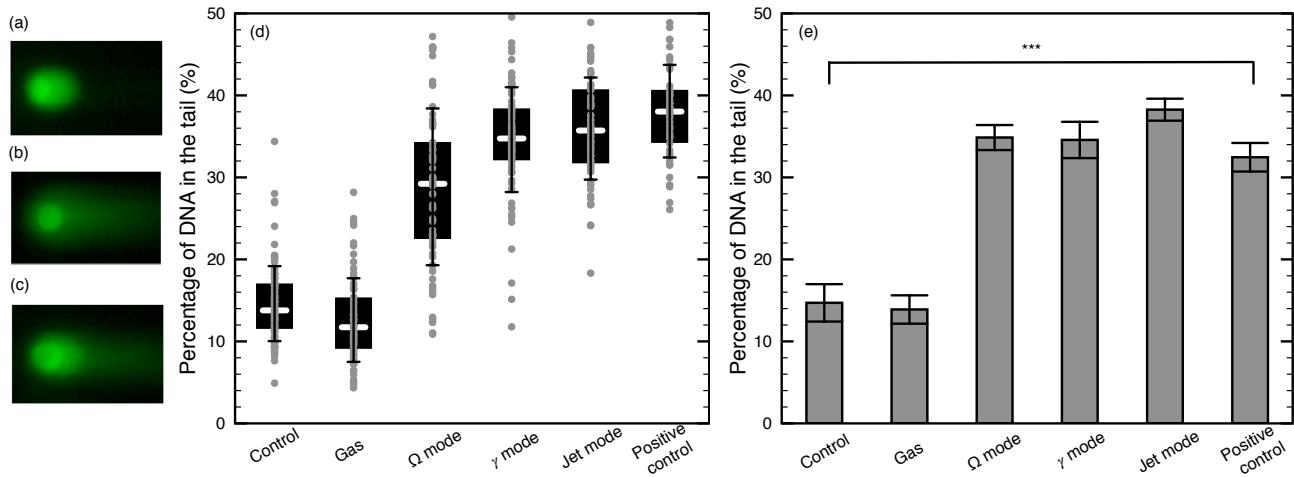 (a)
(b)
(c)
(d)
Percentage of DNA in the tail (%)
50
40
30
20
10
0
Control
Gas
Ω mode
γ mode
Jet mode
Positive
control
(e)
***
Percentage of DNA in the tail (%)
50
40
30
20
10
0
Control
Gas
Ω mode
γ mode
Jet mode
Positive
control